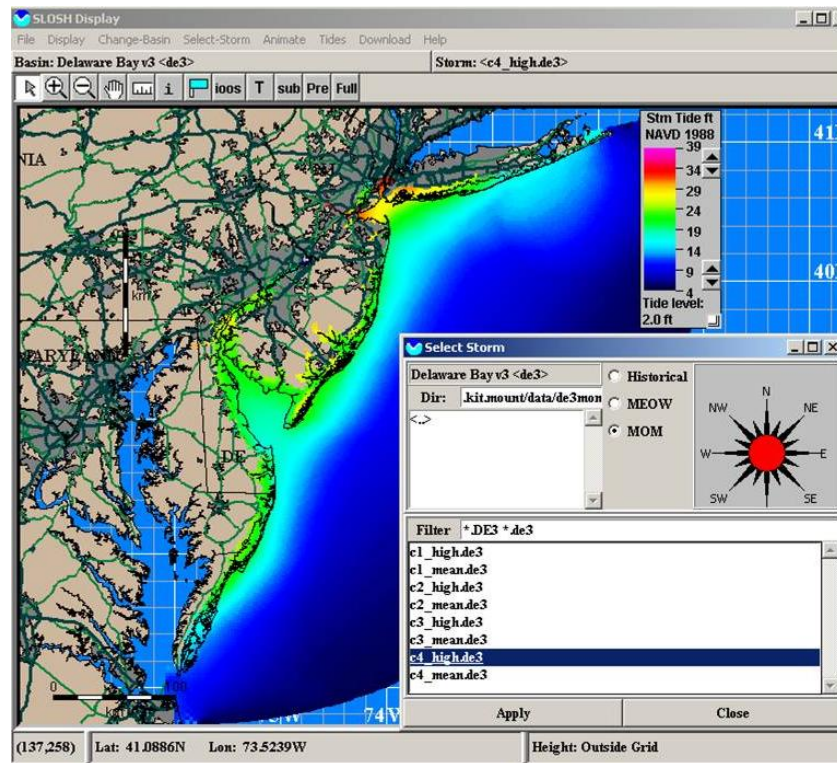 SLOSH Display
File Display Change-Basin Select-Storm Animate Tides Download Help
Basin: Delaware Bay v3 <de3> Storm: <c4_high.de3>
i ioos T sub Pre Full
Stm Tide ft
NAVD 1988
39
34
29
24
19
14
9
4
Tide level:
2.0 ft
NIA
km
DE
0 100
74
Select Storm
Delaware Bay v3 <de3>
Dir: .kit.mount/data/de3mon
<..>
Historical
MEOW
MOM
N
NW NE
W E
SW SE
Filter *.DE3 *.de3
c1_high.de3
c1_mean.de3
c2_high.de3
c2_mean.de3
c3_high.de3
c3_mean.de3
c4_high.de3
c4_mean.de3
Apply Close
(137,258) Lat: 41.0886N Lon: 73.5239W Height: Outside Grid